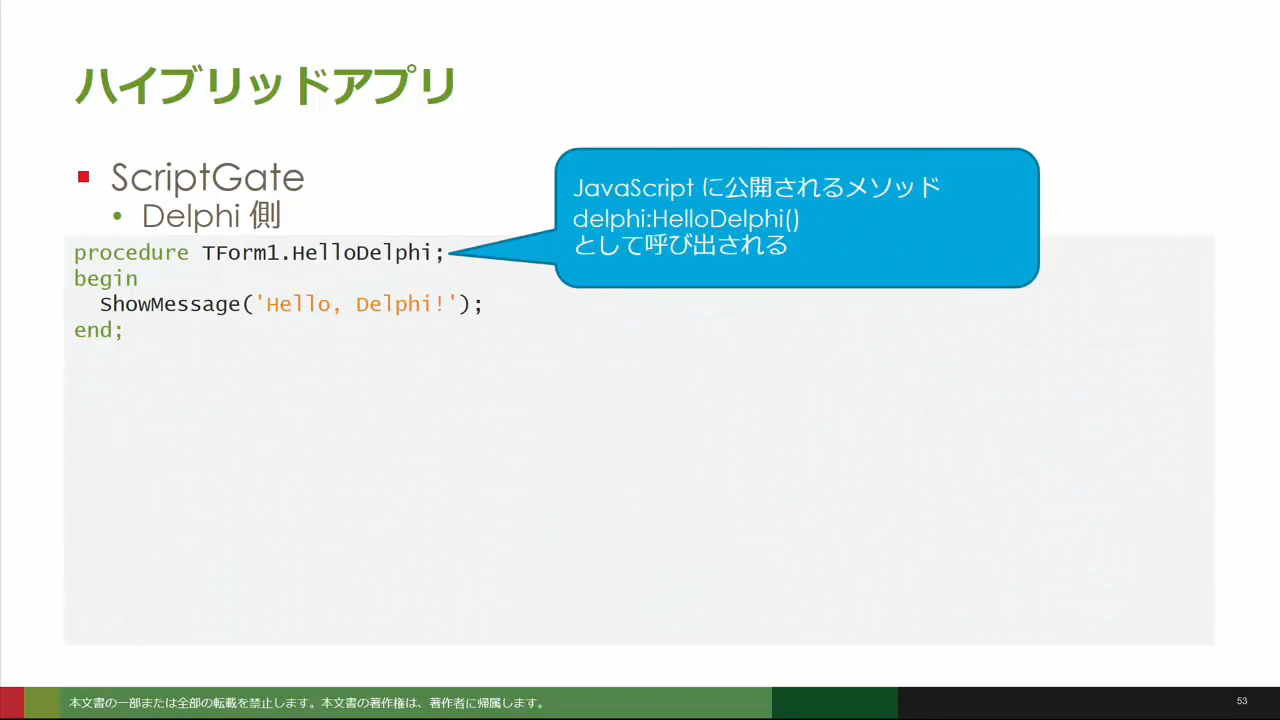 ハイブリッドアプリ
ScriptGate
• Delphi 側
JavaScript に公開されるメソッド
delphi:HelloDelphi()
として呼び出される
procedure TForm1.HelloDelphi;
begin
  ShowMessage('Hello, Delphi!');
end;
本文書の一部または全部の転載を禁止します。本文書の著作権は、著作者に帰属します。
53